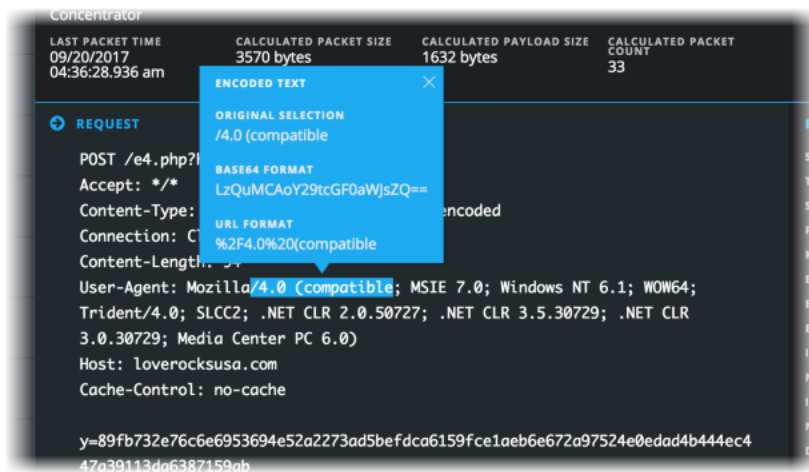 Concentrator
LAST PACKET TIME
09/20/2017
04:36:28.936 am
CALCULATED PACKET SIZE
3570 bytes
CALCULATED PAYLOAD SIZE
1632 bytes
CALCULATED PACKET
COUNT
33
ENCODED TEXT
ORIGINAL SELECTION
/4.0 (compatible
BASE64 FORMAT
LzQuMCAoY29tcGF0aWJsZQ==
URL FORMAT
%2F4.0%20(compatible
REQUEST
POST /e4.php?
Accept: */*
Content-Type: encoded
Connection:
Content-Length:
User-Agent: Mozilla/4.0 (compatible; MSIE 7.0; Windows NT 6.1; WOW64;
Trident/4.0; SLCC2; .NET CLR 2.0.50727; .NET CLR 3.5.30729; .NET CLR
3.0.30729; Media Center PC 6.0)
Host: loverocksusa.com
Cache-Control: no-cache
y=89fb732e76c6e6953694e52a2273ad5befdca6159fce1aeb6e672a97524e0edad4b444ec4
47a39113da6387159ab